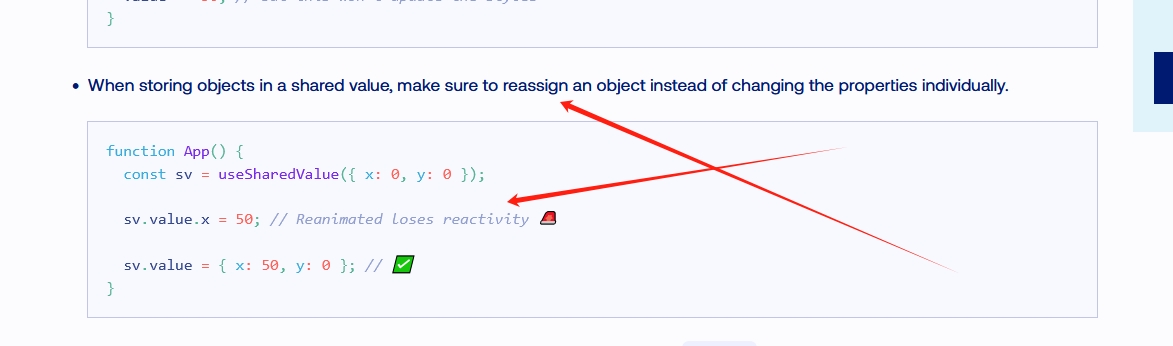 }
When storing objects in a shared value, make sure to reassign an object instead of changing the properties individually.
function App() {
const sv = useSharedValue({ x: 0, y: 0 });
sv.value.x = 50; // Reanimated loses reactivity 🚨
sv.value = { x: 50, y: 0 }; // ✅
}